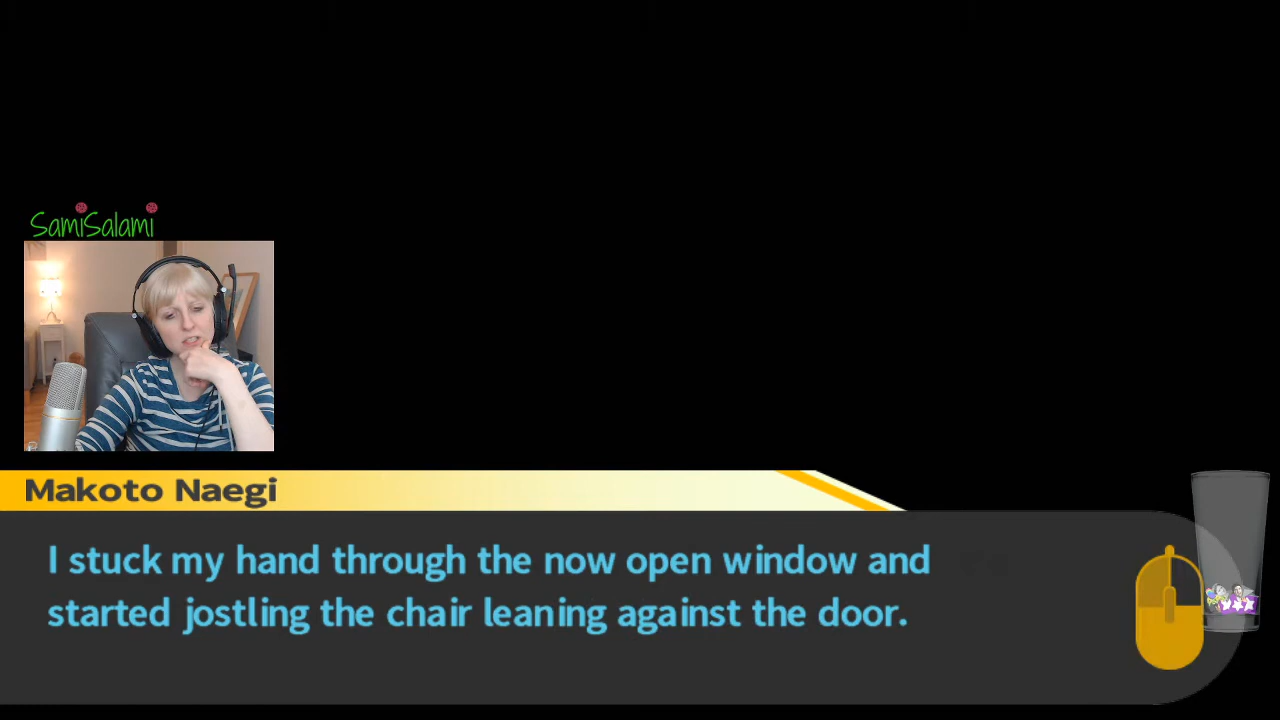 SamiSalami
Makoto Naegi
I stuck my hand through the now open window and
started jostling the chair leaning against the door.